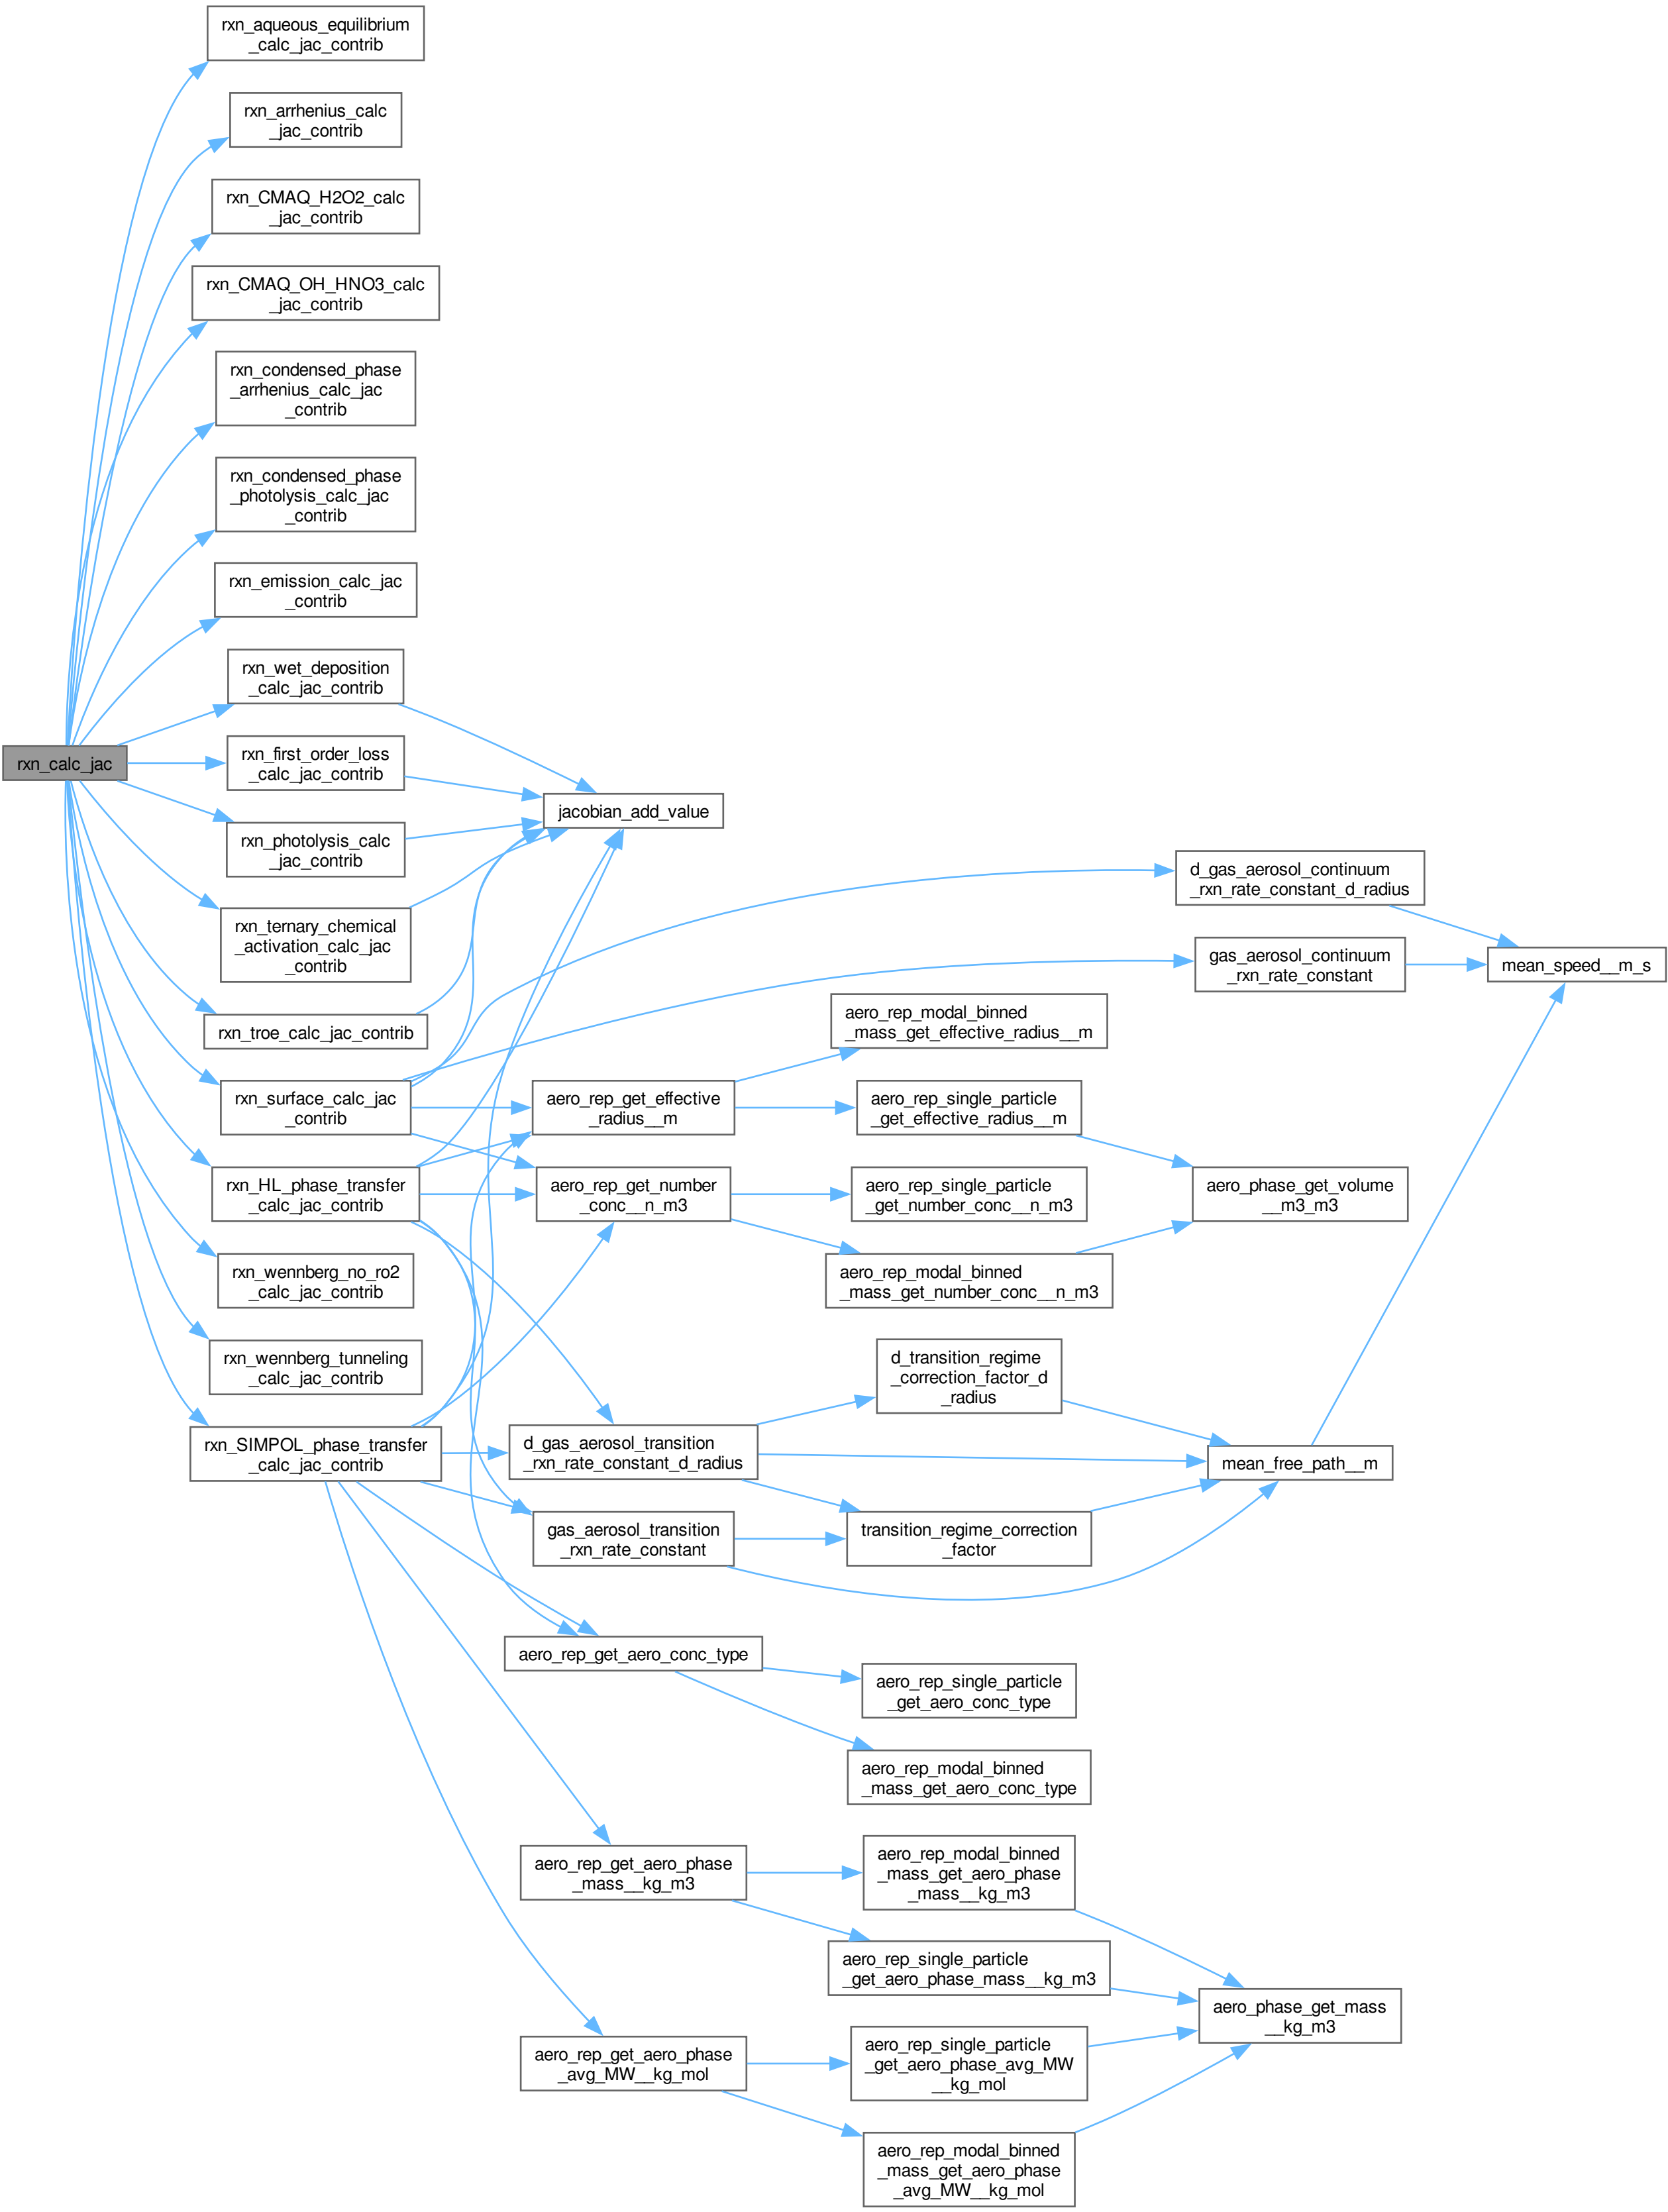 rxn_aqueous_equilibrium
_calc_jac_contrib
rxn_arrhenius_calc
_jac_contrib
rxn_CMAQ_H2O2_calc
_jac_contrib
rxn_CMAQ_OH_HNO3_calc
_jac_contrib
rxn_condensed_phase
_arrhenius_calc_jac
_contrib
rxn_condensed_phase
_photolysis_calc_jac
_contrib
rxn_emission_calc_jac
_contrib
rxn_wet_deposition
_calc_jac_contrib
rxn_calc_jac
rxn_first_order_loss
_calc_jac_contrib
jacobian_add_value
rxn_photolysis_calc
_jac_contrib
rxn_ternary_chemical
_activation_calc_jac
_contrib
rxn_troe_calc_jac_contrib
rxn_surface_calc_jac
_contrib
rxn_HL_phase_transfer
_calc_jac_contrib
rxn_wennberg_no_ro2
_calc_jac_contrib
rxn_wennberg_tunneling
_calc_jac_contrib
rxn_SIMPOL_phase_transfer
_calc_jac_contrib
d_gas_aerosol_continuum
_rxn_rate_constant_d_radius
gas_aerosol_continuum
_rxn_rate_constant
mean_speed__m_s
aero_rep_modal_binned
_mass_get_effective_radius__m
aero_rep_get_effective
_radius__m
aero_rep_single_particle
_get_effective_radius__m
aero_rep_get_number
_conc__n_m3
aero_rep_single_particle
_get_number_conc__n_m3
aero_phase_get_volume
__m3_m3
aero_rep_modal_binned
_mass_get_number_conc__n_m3
d_transition_regime
_correction_factor_d
_radius
d_gas_aerosol_transition
_rxn_rate_constant_d_radius
mean_free_path__m
gas_aerosol_transition
_rxn_rate_constant
transition_regime_correction
_factor
aero_rep_get_aero_conc_type
aero_rep_single_particle
_get_aero_conc_type
aero_rep_modal_binned
_mass_get_aero_conc_type
aero_rep_get_aero_phase
_mass__kg_m3
aero_rep_modal_binned
_mass_get_aero_phase
_mass__kg_m3
aero_rep_single_particle
_get_aero_phase_mass__kg_m3
aero_phase_get_mass
__kg_m3
aero_rep_get_aero_phase
_avg_MW__kg_mol
aero_rep_single_particle
_get_aero_phase_avg_MW
__kg_mol
aero_rep_modal_binned
_mass_get_aero_phase
_avg_MW__kg_mol